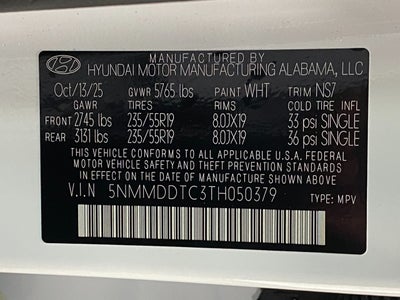 MANUFACTURED BY
HYUNDAI MOTOR MANUFACTURING ALABAMA, LLC
Oct/13/25 GVWR 5765 lbs PAINT WHT TRIM NS7
GAWR TIRES RIMS COLD TIRE INFL
FRONT 2745 lbs 235/55R19 8.0JX19 33 psi SINGLE
REAR 3131 lbs 235/55R19 8.0JX19 36 psi SINGLE
THIS VEHICLE CONFORMS TO ALL APPLICABLE U.S.A. FEDERAL
MOTOR VEHICLE SAFETY AND THEFT PREVENTION STANDARDS
IN EFFECT ON THE DATE OF MANUFACTURE SHOWN ABOVE.
V.I.N 5NMMDDTC3TH050379 TYPE: MPV